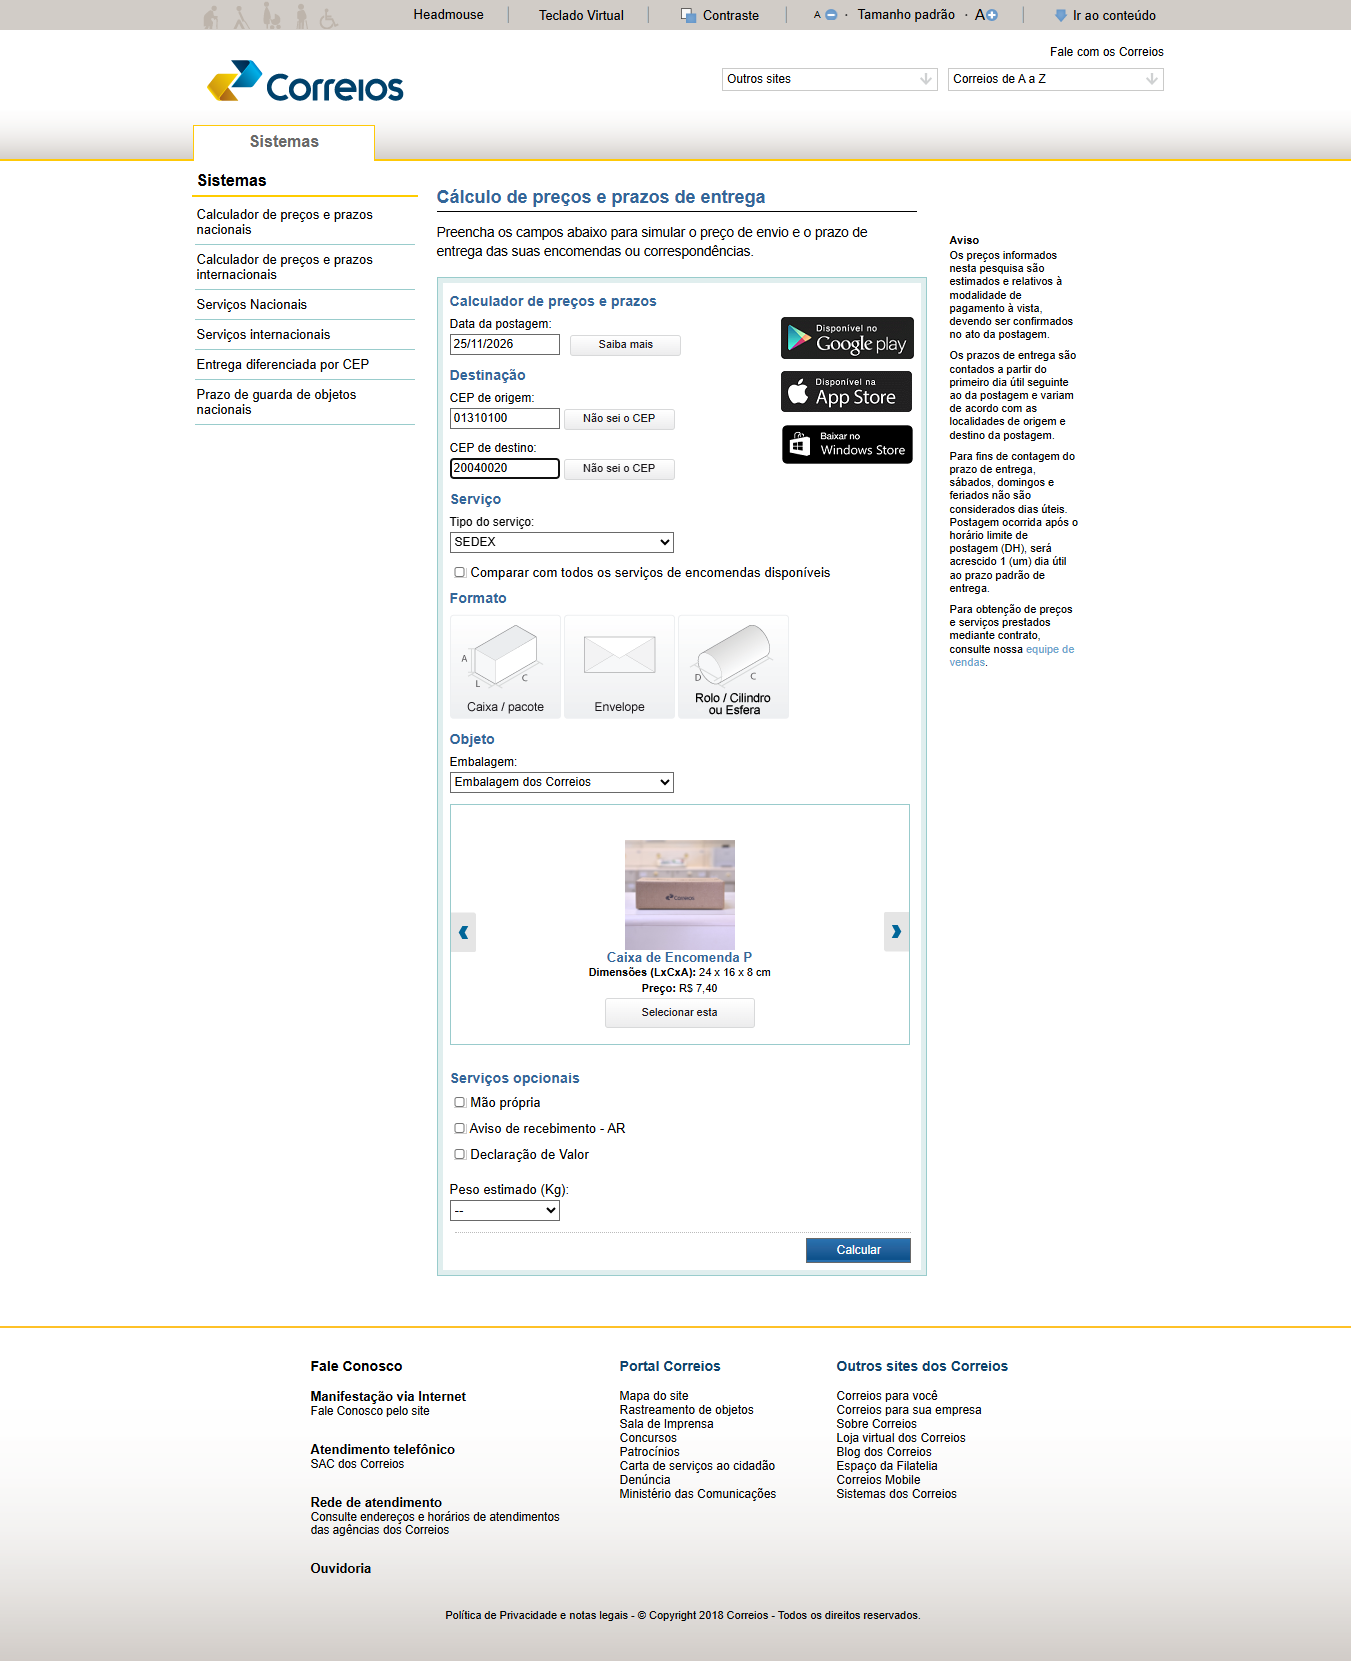 Headmouse
Teclado Virtual
Contraste
A
Tamanho padrão
A
Ir ao conteúdo
Fale com os Correios
Correios
Outros sites
Correios de A a Z
Sistemas
Sistemas
Calculador de preços e prazos
nacionais
Calculador de preços e prazos
internacionais
Serviços Nacionais
Serviços internacionais
Entrega diferenciada por CEP
Prazo de guarda de objetos
nacionais
Cálculo de preços e prazos de entrega
Preencha os campos abaixo para simular o preço de envio e o prazo de
entrega das suas encomendas ou correspondências.
Calculador de preços e prazos
Data da postagem:
25/11/2026
Saiba mais
Disponível no
Google play
Destinação
CEP de origem:
01310100
Não sei o CEP
Disponível na
App Store
CEP de destino:
20040020
Não sei o CEP
Baixar no
Windows Store
Serviço
Tipo do serviço:
SEDEX
Comparar com todos os serviços de encomendas disponíveis
Formato
A
L
C
Caixa / pacote
Envelope
D
C
Rolo / Cilindro
ou Esfera
Objeto
Embalagem:
Embalagem dos Correios
Correios
Caixa de Encomenda P
Dimensões (LxCxA): 24 x 16 x 8 cm
Preço: R$ 7,40
Selecionar esta
Serviços opcionais
Mão própria
Aviso de recebimento - AR
Declaração de Valor
Peso estimado (Kg):
--
Calcular
Aviso
Os preços informados
nesta pesquisa são
estimados e relativos à
modalidade de
pagamento à vista,
devendo ser confirmados
no ato da postagem.
Os prazos de entrega são
contados a partir do
primeiro dia útil seguinte
ao da postagem e variam
de acordo com as
localidades de origem e
destino da postagem.
Para fins de contagem do
prazo de entrega,
sábados, domingos e
feriados não são
considerados dias úteis.
Postagem ocorrida após o
horário limite de
postagem (DH), será
acrescido 1 (um) dia útil
ao prazo padrão de
entrega.
Para obtenção de preços
e serviços prestados
mediante contrato,
consulte nossa equipe de
vendas.
Fale Conosco
Manifestação via Internet
Fale Conosco pelo site
Atendimento telefônico
SAC dos Correios
Rede de atendimento
Consulte endereços e horários de atendimentos
das agências dos Correios
Ouvidoria
Portal Correios
Mapa do site
Rastreamento de objetos
Sala de Imprensa
Concursos
Patrocínios
Carta de serviços ao cidadão
Denúncia
Ministério das Comunicações
Outros sites dos Correios
Correios para você
Correios para sua empresa
Sobre Correios
Loja virtual dos Correios
Blog dos Correios
Espaço da Filatelia
Correios Mobile
Sistemas dos Correios
Política de Privacidade e notas legais - © Copyright 2018 Correios - Todos os direitos reservados.